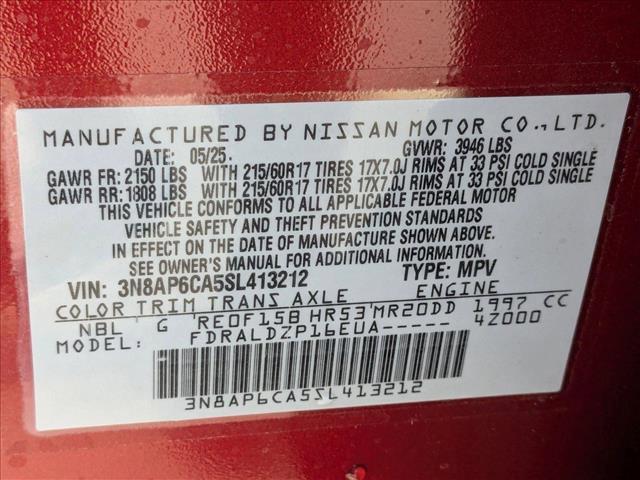 MANUFACTURED BY NISSAN MOTOR CO., LTD.
DATE: 05/25. GVWR: 3946 LBS
GAWR FR: 2150 LBS WITH 215/60R17 TIRES 17X7.0J RIMS AT 33 PSI COLD SINGLE
GAWR RR: 1808 LBS WITH 215/60R17 TIRES 17X7.0J RIMS AT 33 PSI COLD SINGLE
THIS VEHICLE CONFORMS TO ALL APPLICABLE FEDERAL MOTOR
VEHICLE SAFETY AND THEFT PREVENTION STANDARDS
IN EFFECT ON THE DATE OF MANUFACTURE SHOWN ABOVE.
SEE OWNER'S MANUAL FOR ADDITIONAL INFORMATION
VIN: 3N8AP6CA5SL413212 TYPE: MPV
COLOR TRIM TRANS AXLE ENGINE
NBL G 'RE0F15B HR53'MR20DD 1997 CC
MODEL: FDRALDZP16EUA----- 4Z000
3N8AP6CA5SL413212